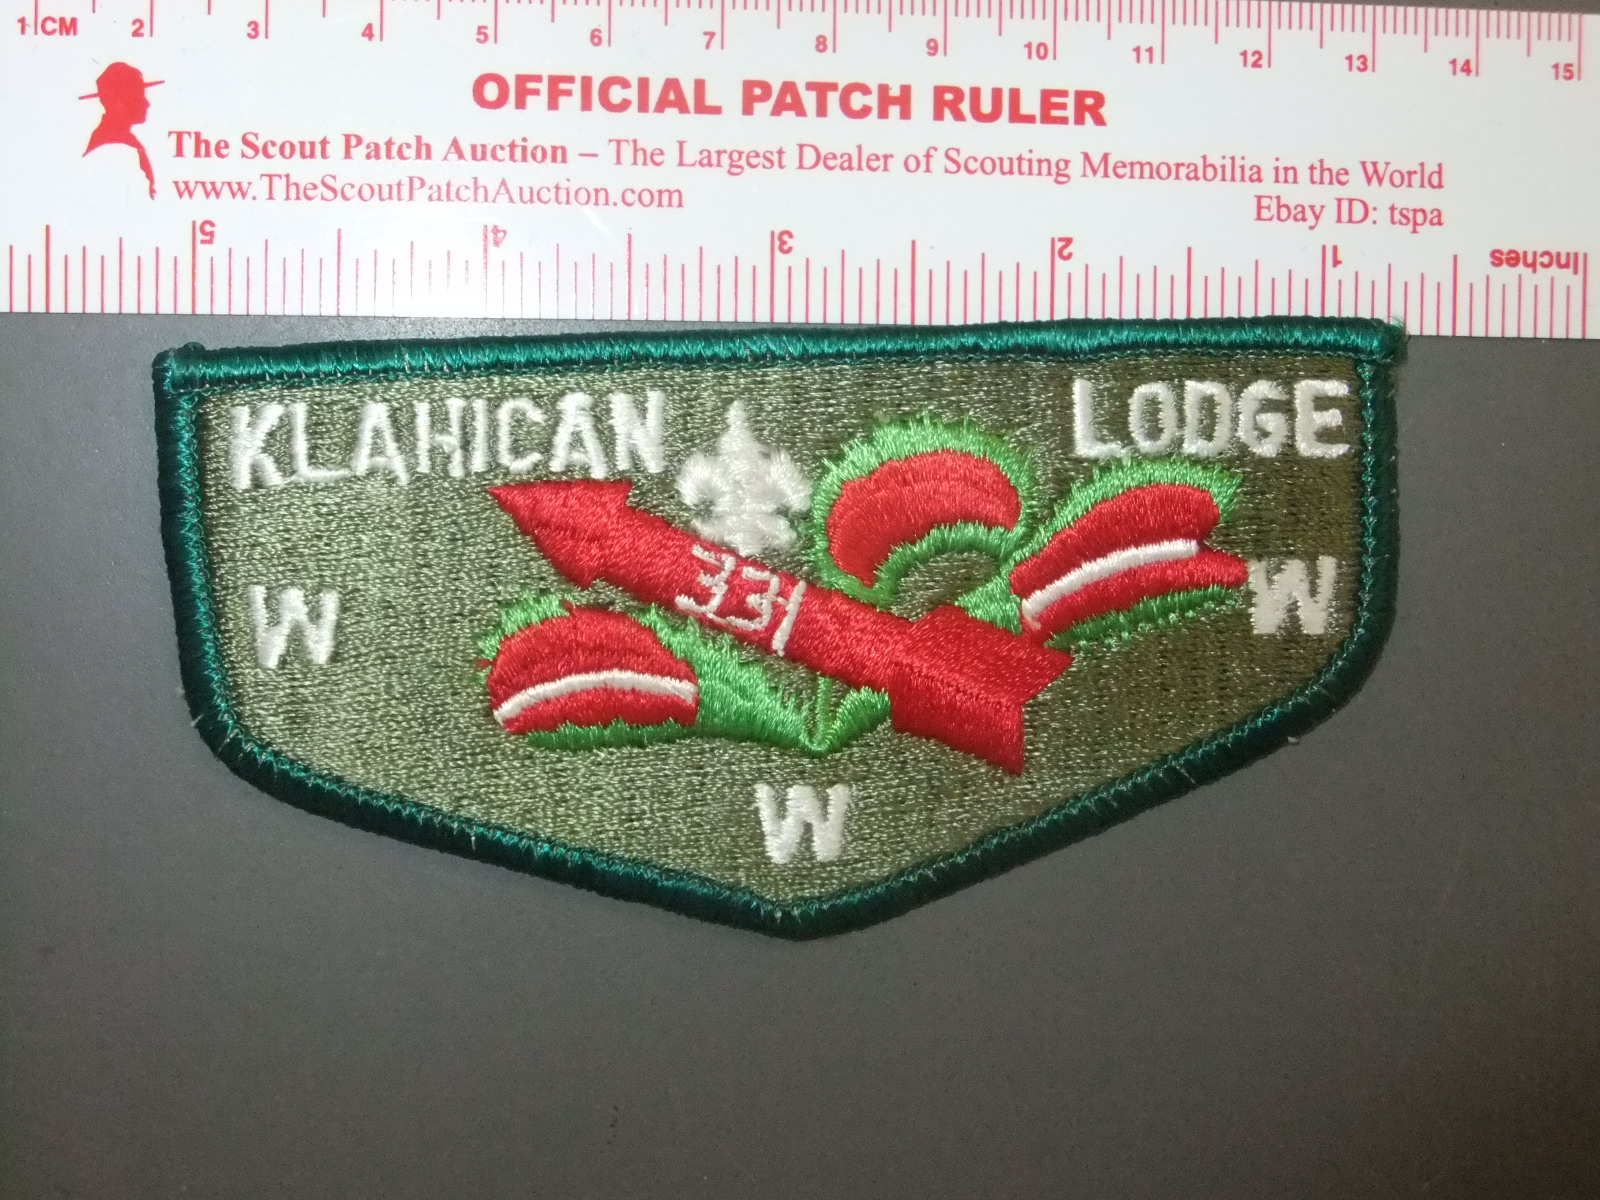 1 CM 2 3 4 5 6 7 8 9 10 11 12 13 14 15
OFFICIAL PATCH RULER
The Scout Patch Auction – The Largest Dealer of Scouting Memorabilia in the World
www.TheScoutPatchAuction.com
Ebay ID: tspa
5 4 3 2 1 Inches
KLAHICAN LODGE
331
W W
W